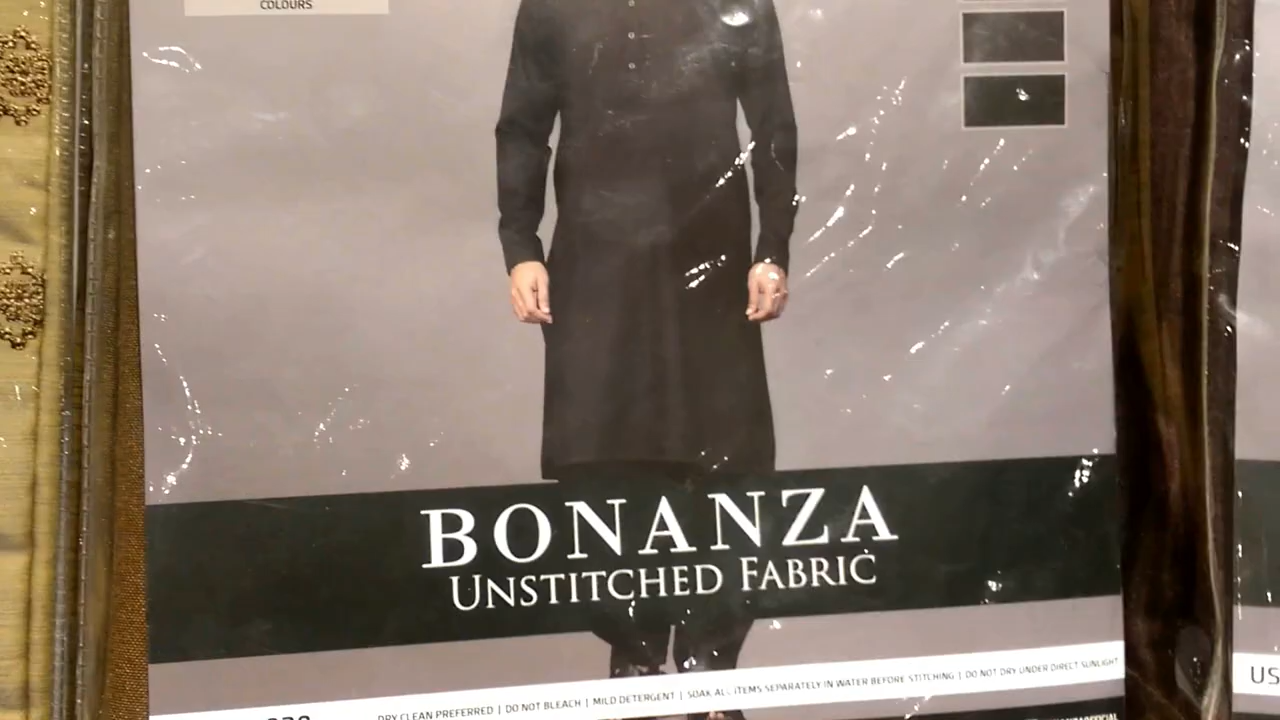 COLOURS
BONANZA
UNSTITCHED FABRIC
DRY CLEAN PREFERRED | DO NOT BLEACH | MILD DETERGENT | SOAK ALL ITEMS SEPARATELY IN WATER BEFORE STITCHING | DO NOT DRY UNDER DIRECT SUNLIGHT
US